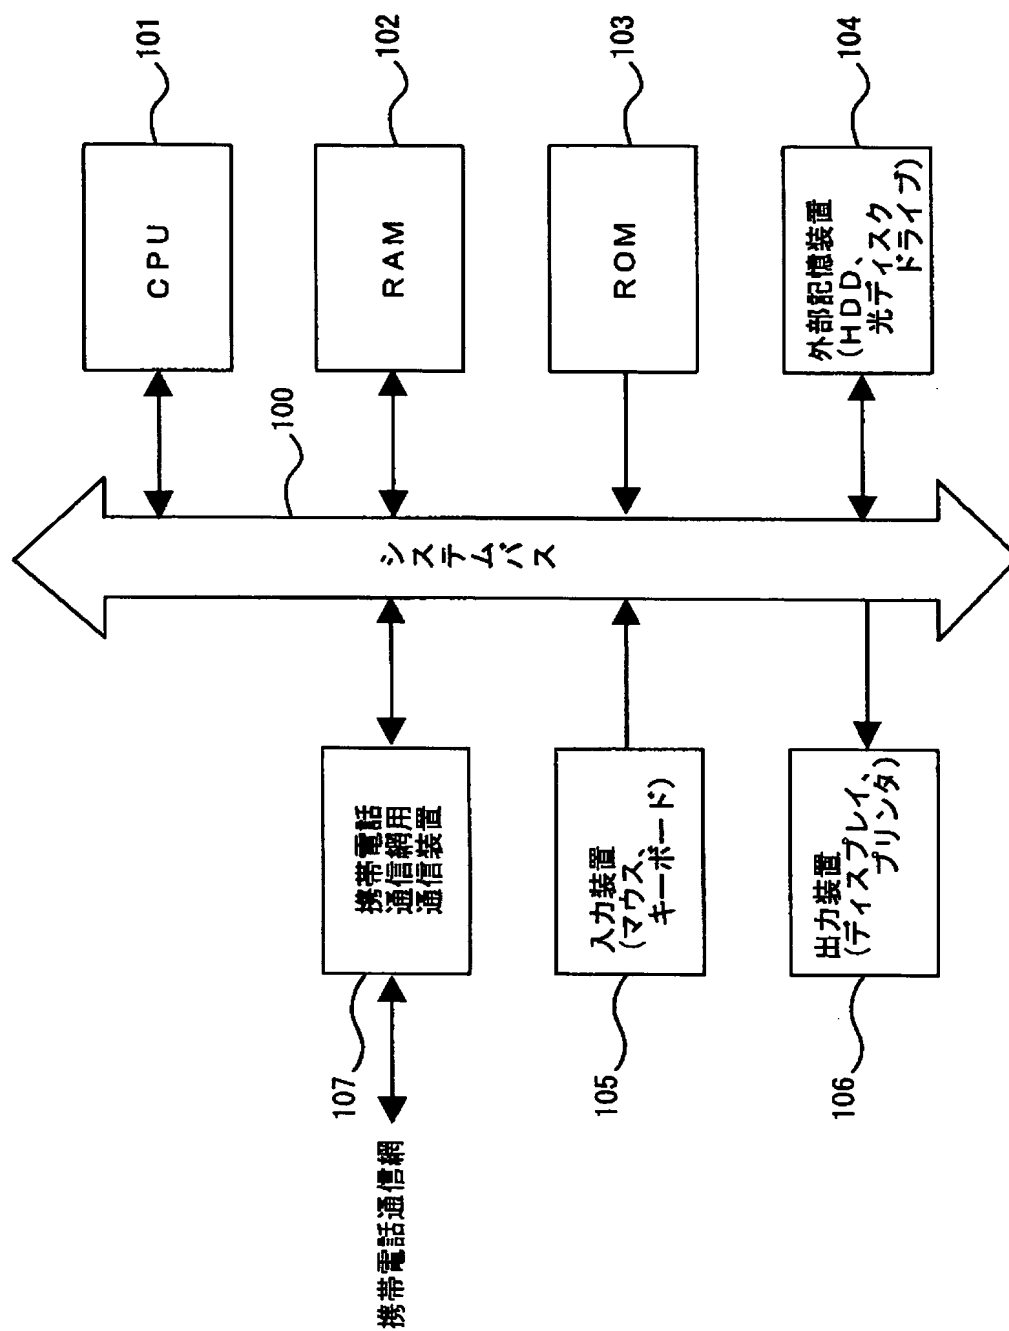 CPU
101
100
携帯電話通信網
107
携帯電話
通信網用
通信装置
システムバス
RAM
102
105
入力装置
(マウス、
キーボード)
ROM
103
106
出力装置
(ディスプレイ、
プリンタ)
外部記憶装置
(HDD、
光ディスク
ドライブ)
104